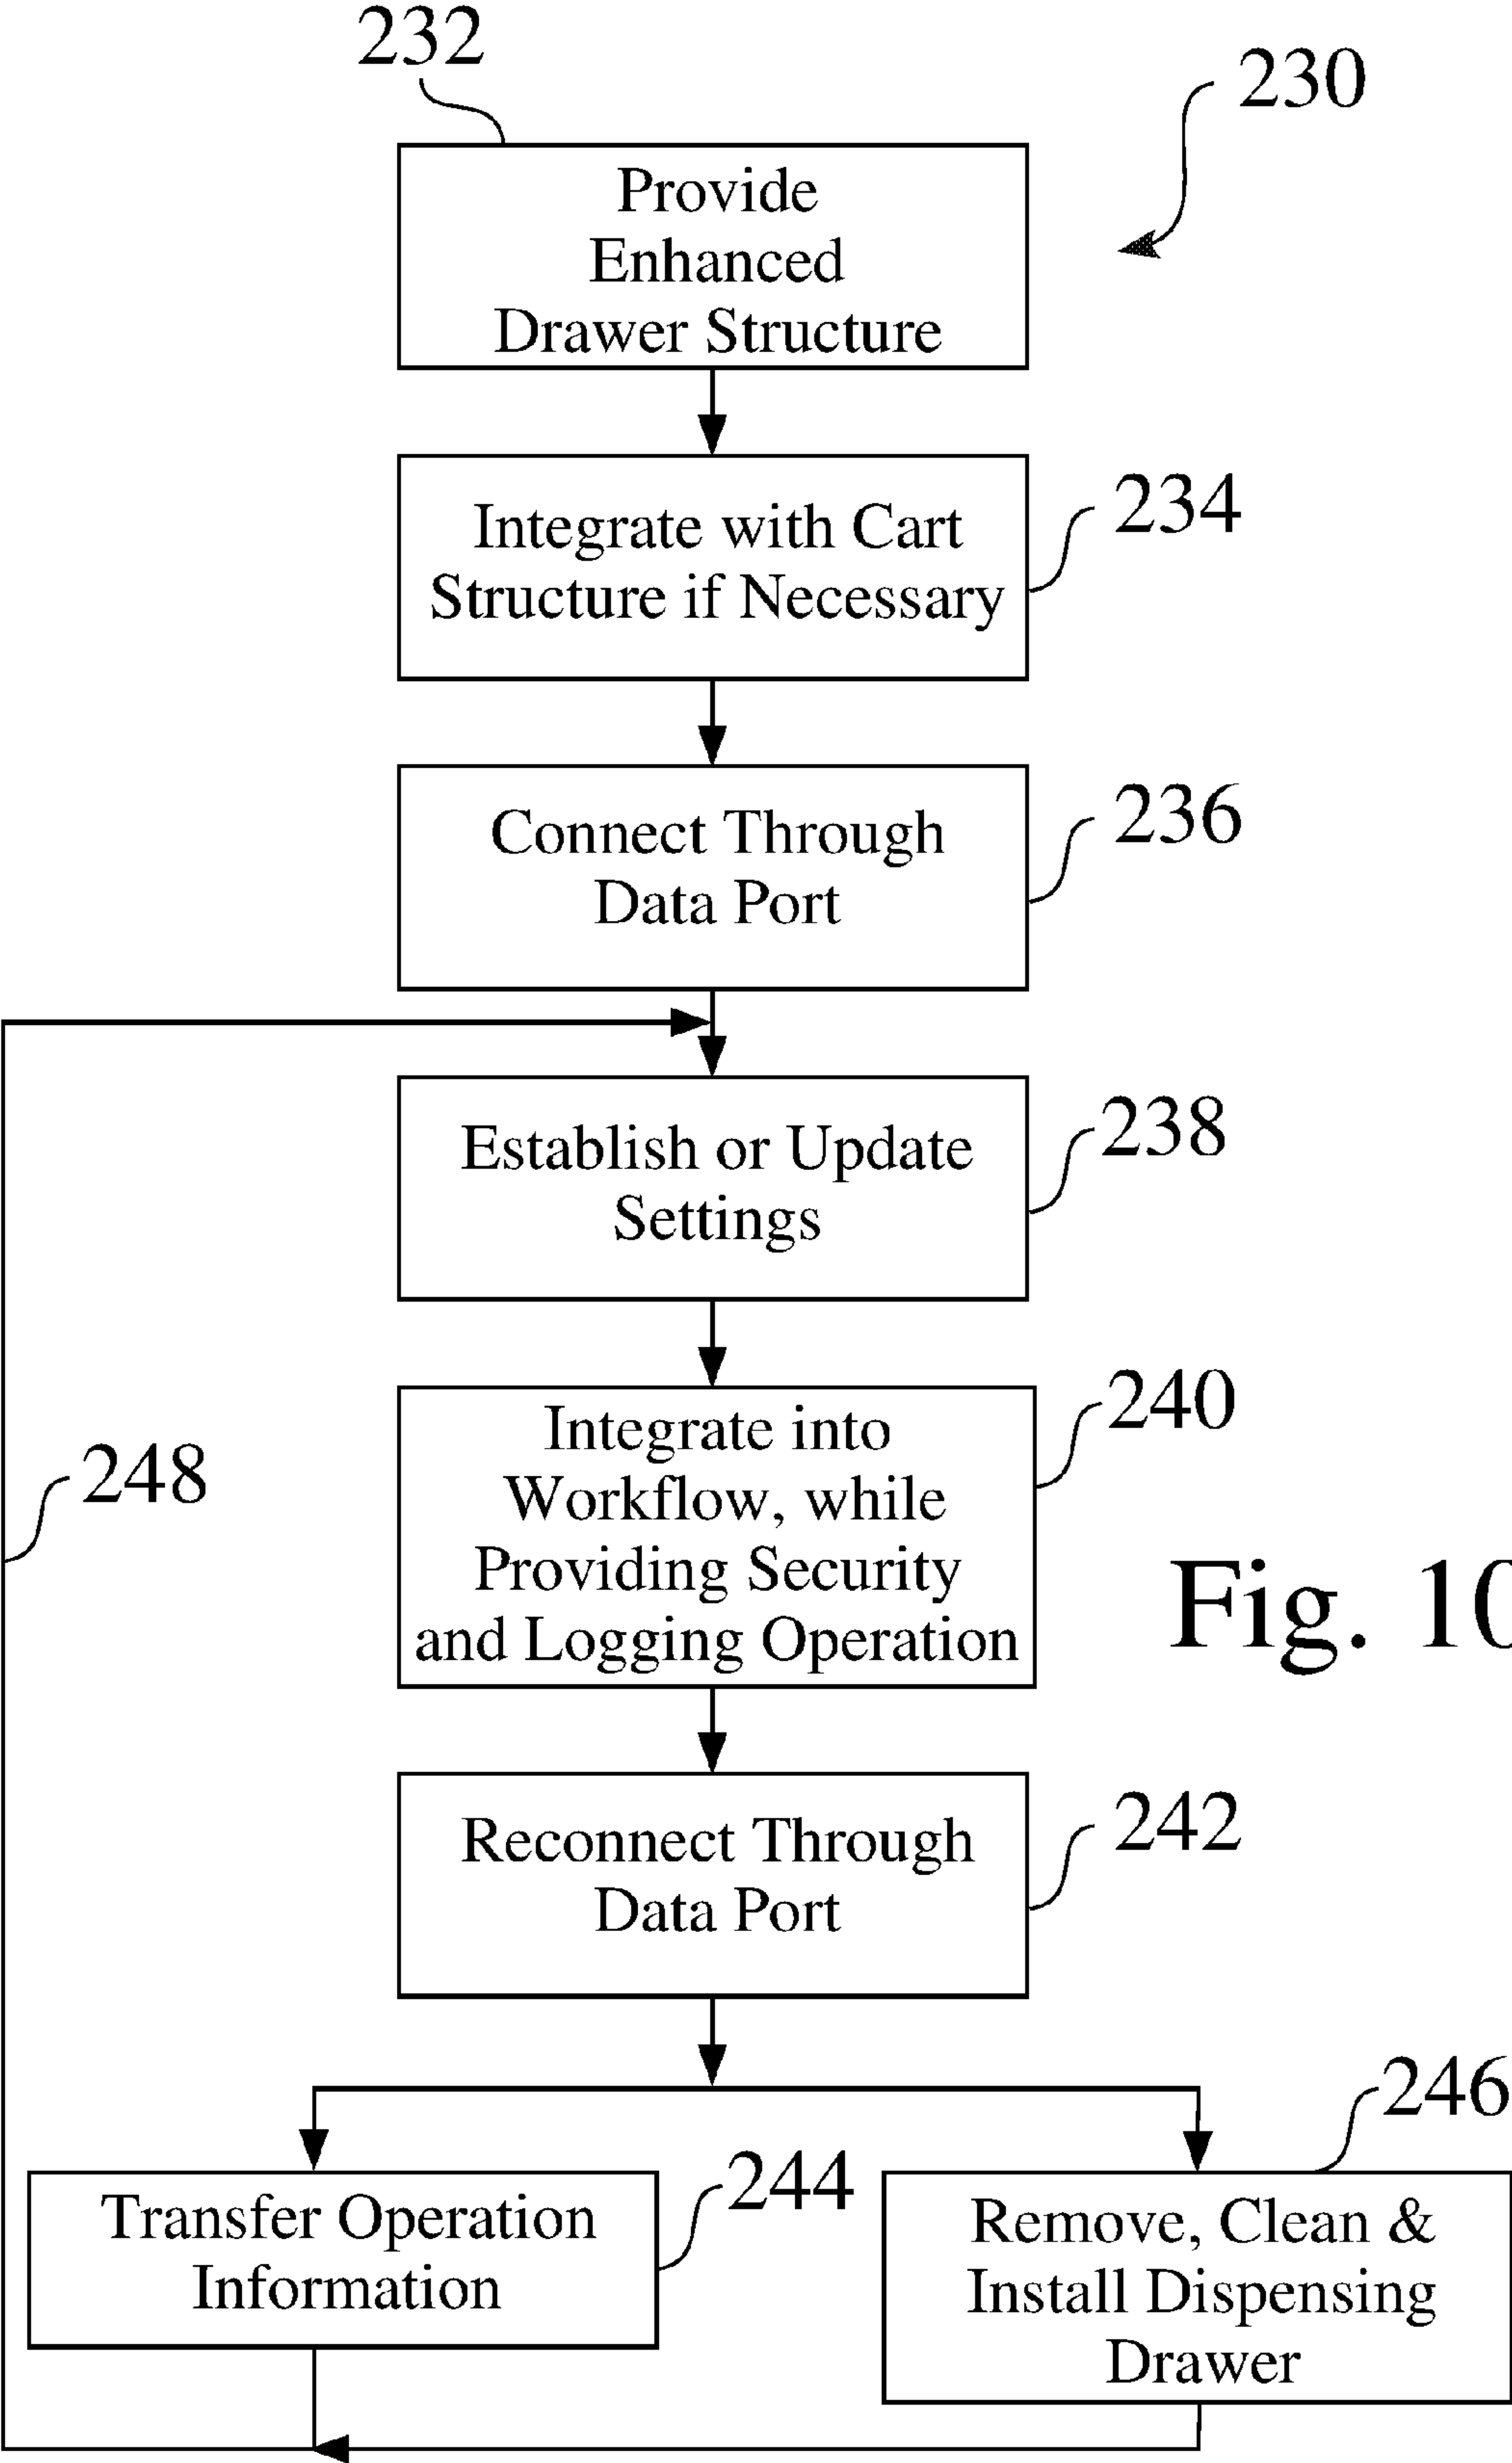 232
230
Provide
Enhanced
Drawer Structure
Integrate with Cart
Structure if Necessary
234
Connect Through
Data Port
236
Establish or Update
Settings
238
Integrate into
Workflow, while
Providing Security
and Logging Operation
240
248
Fig. 10
Reconnect Through
Data Port
242
246
Transfer Operation
Information
244
Remove, Clean &
Install Dispensing
Drawer